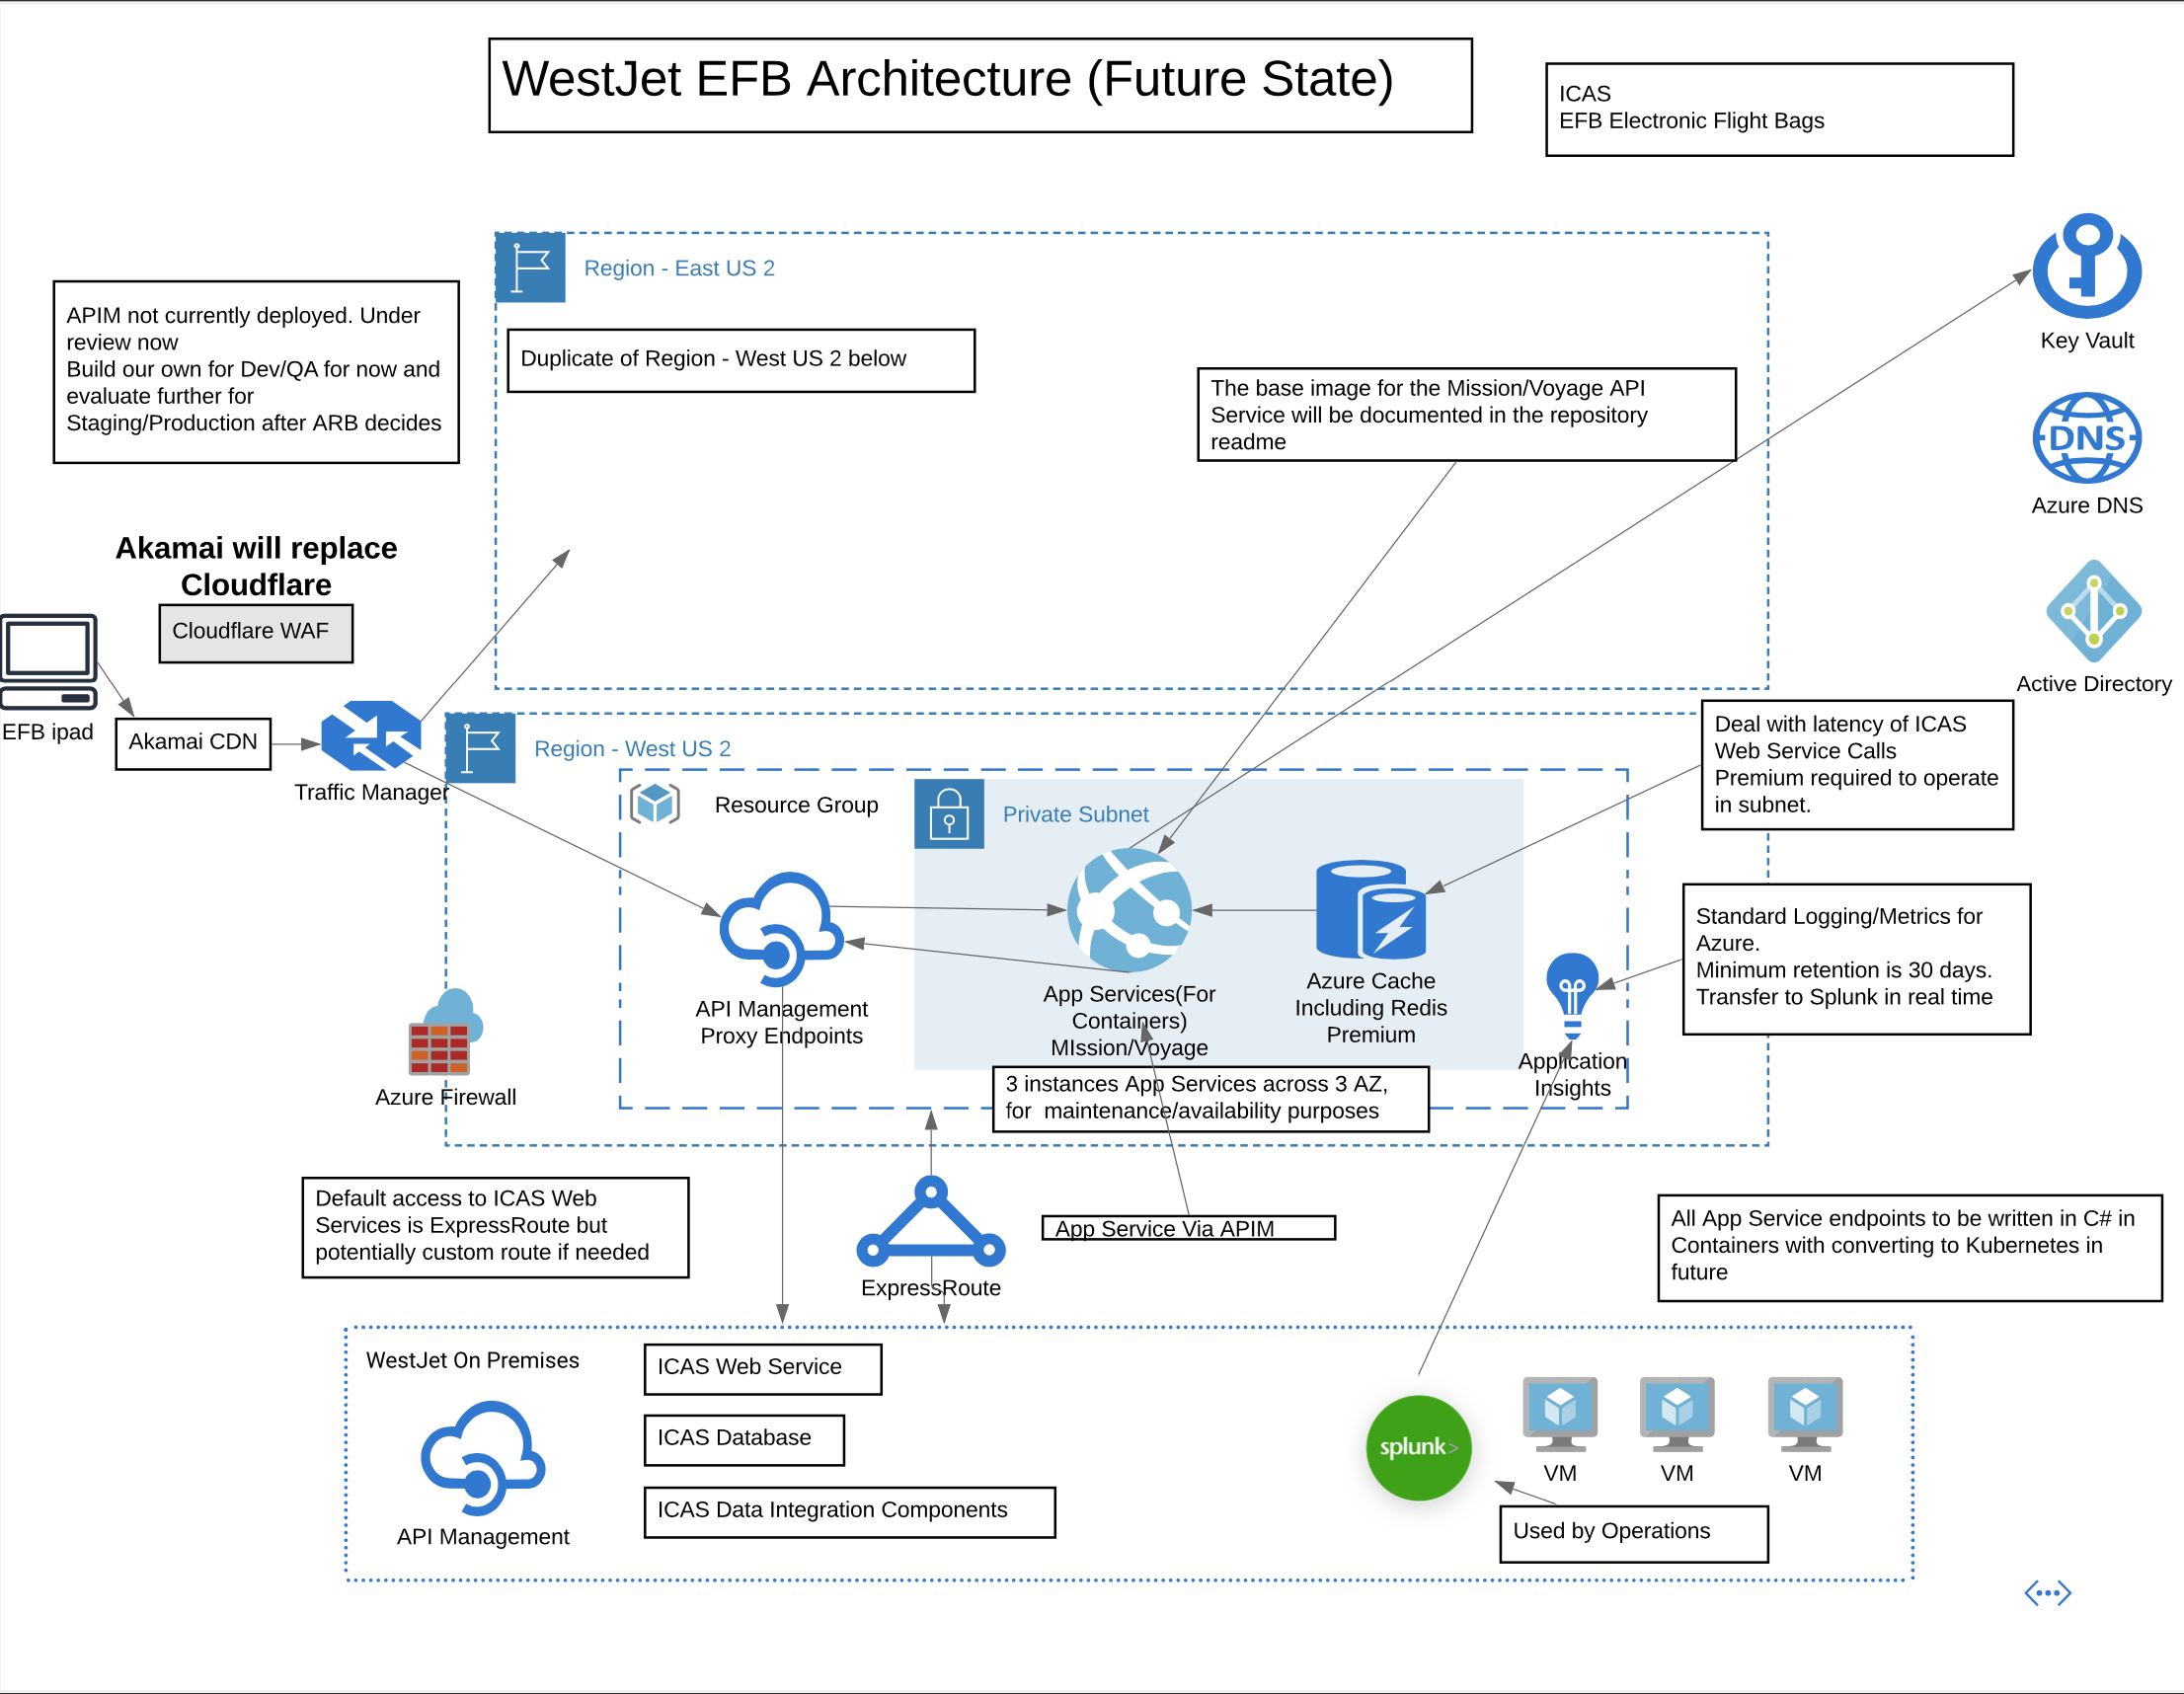 WestJet EFB Architecture (Future State)
ICAS
EFB Electronic Flight Bags
Region - East US 2
Duplicate of Region - West US 2 below
APIM not currently deployed. Under
review now
Build our own for Dev/QA for now and
evaluate further for
Staging/Production after ARB decides
The base image for the Mission/Voyage API
Service will be documented in the repository
readme
Key Vault
DNS
Azure DNS
Active Directory
Akamai will replace
Cloudflare
Cloudflare WAF
EFB ipad
Akamai CDN
Traffic Manager
Region - West US 2
Resource Group
Private Subnet
Deal with latency of ICAS
Web Service Calls
Premium required to operate
in subnet.
Standard Logging/Metrics for
Azure.
Minimum retention is 30 days.
Transfer to Splunk in real time
API Management
Proxy Endpoints
App Services(For
Containers)
MIssion/Voyage
Azure Cache
Including Redis
Premium
Application
Insights
Azure Firewall
3 instances App Services across 3 AZ,
for  maintenance/availability purposes
Default access to ICAS Web
Services is ExpressRoute but
potentially custom route if needed
ExpressRoute
App Service Via APIM
All App Service endpoints to be written in C# in
Containers with converting to Kubernetes in
future
WestJet On Premises
API Management
ICAS Web Service
ICAS Database
ICAS Data Integration Components
splunk>
VM
VM
VM
Used by Operations